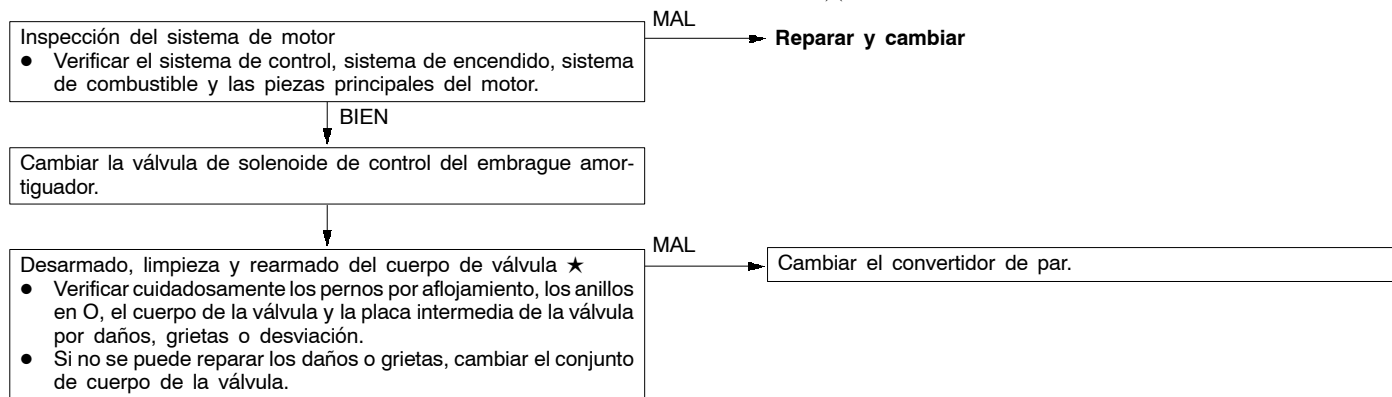 MAL
Inspección del sistema de motor
● Verificar el sistema de control, sistema de encendido, sistema
de combustible y las piezas principales del motor.
Reparar y cambiar
BIEN
Cambiar la válvula de solenoide de control del embrague amor-
tiguador.
MAL
Desarmado, limpieza y rearmado del cuerpo de válvula ★
● Verificar cuidadosamente los pernos por aflojamiento, los anillos
en O, el cuerpo de la válvula y la placa intermedia de la válvula
por daños, grietas o desviación.
● Si no se puede reparar los daños o grietas, cambiar el conjunto
de cuerpo de la válvula.
Cambiar el convertidor de par.